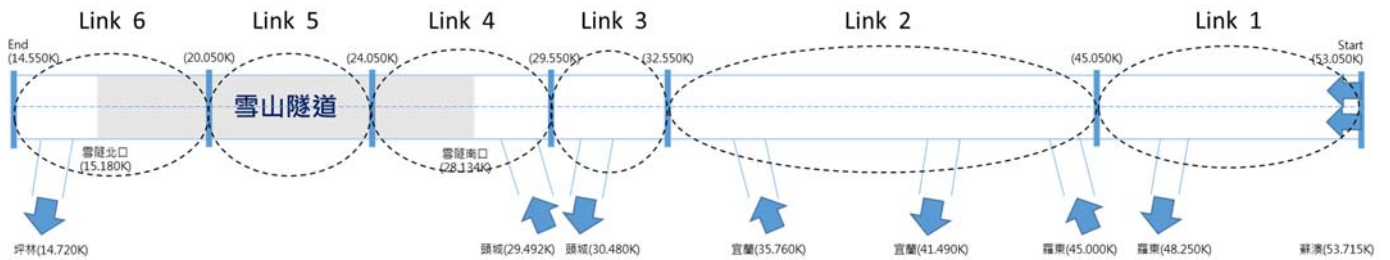 Link 6
Link 5
Link 4
Link 3
Link 2
Link 1
End
(14.550K)
(20.050K)
(24.050K)
(29.550K)
(32.550K)
(45.050K)
Start
(53.050K)
雪山隧道
雪隧北口
(15.180K)
雪隧南口
(28.134K)
坪林(14.720K)
頭城(29.492K)
頭城(30.480K)
宜蘭(35.760K)
宜蘭(41.490K)
羅東(45.000K)
羅東(48.250K)
蘇澳(53.715K)